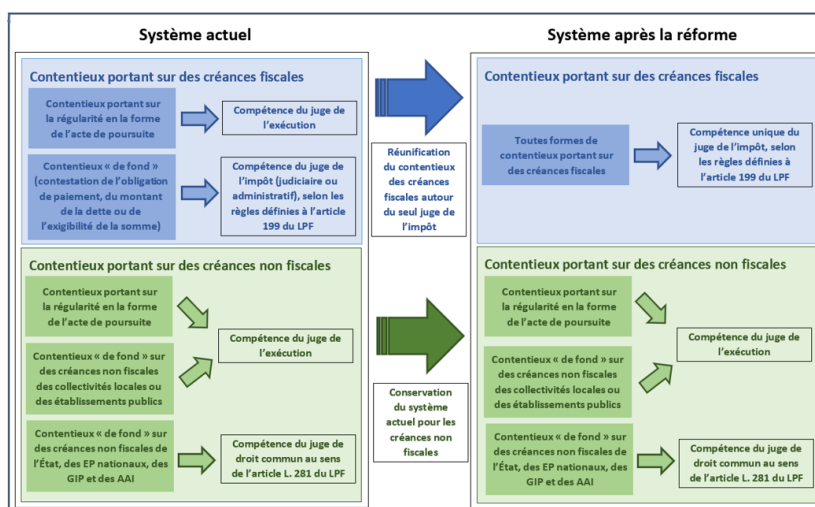 Système actuel
Contentieux portant sur des créances fiscales
Contentieux portant sur
la régularité en la forme
de l'acte de poursuite
Compétence du juge de
l'exécution
Contentieux « de fond »
(contestation de l'obligation
de paiement, du montant
de la dette ou de
l'exigibilité de la somme)
Compétence du juge de
l'impôt (judiciaire ou
administratif), selon les
règles définies à l'article
199 du LPF
Contentieux portant sur des créances non fiscales
Contentieux portant sur
la régularité en la forme
de l'acte de poursuite
Contentieux « de fond » sur
des créances non fiscales
des collectivités locales ou
des établissements publics
Compétence du juge de
l'exécution
Contentieux « de fond » sur
des créances non fiscales de
l'État, des EP nationaux, des
GIP et des AAI
Compétence du juge de
droit commun au sens
de l'article L. 281 du LPF
Réunification
du contentieux
des créances
fiscales autour
du seul juge de
l'impôt
Conservation
du système
actuel pour les
créances non
fiscales
Système après la réforme
Contentieux portant sur des créances fiscales
Toutes formes de
contentieux portant sur
des créances fiscales
Compétence unique du
juge de l'impôt, selon
les règles définies à
l'article 199 du LPF
Contentieux portant sur des créances non fiscales
Contentieux portant sur
la régularité en la forme
de l'acte de poursuite
Contentieux « de fond » sur
des créances non fiscales
des collectivités locales ou
des établissements publics
Compétence du juge de
l'exécution
Contentieux « de fond » sur
des créances non fiscales de
l'État, des EP nationaux, des
GIP et des AAI
Compétence du juge de
droit commun au sens
de l'article L. 281 du LPF